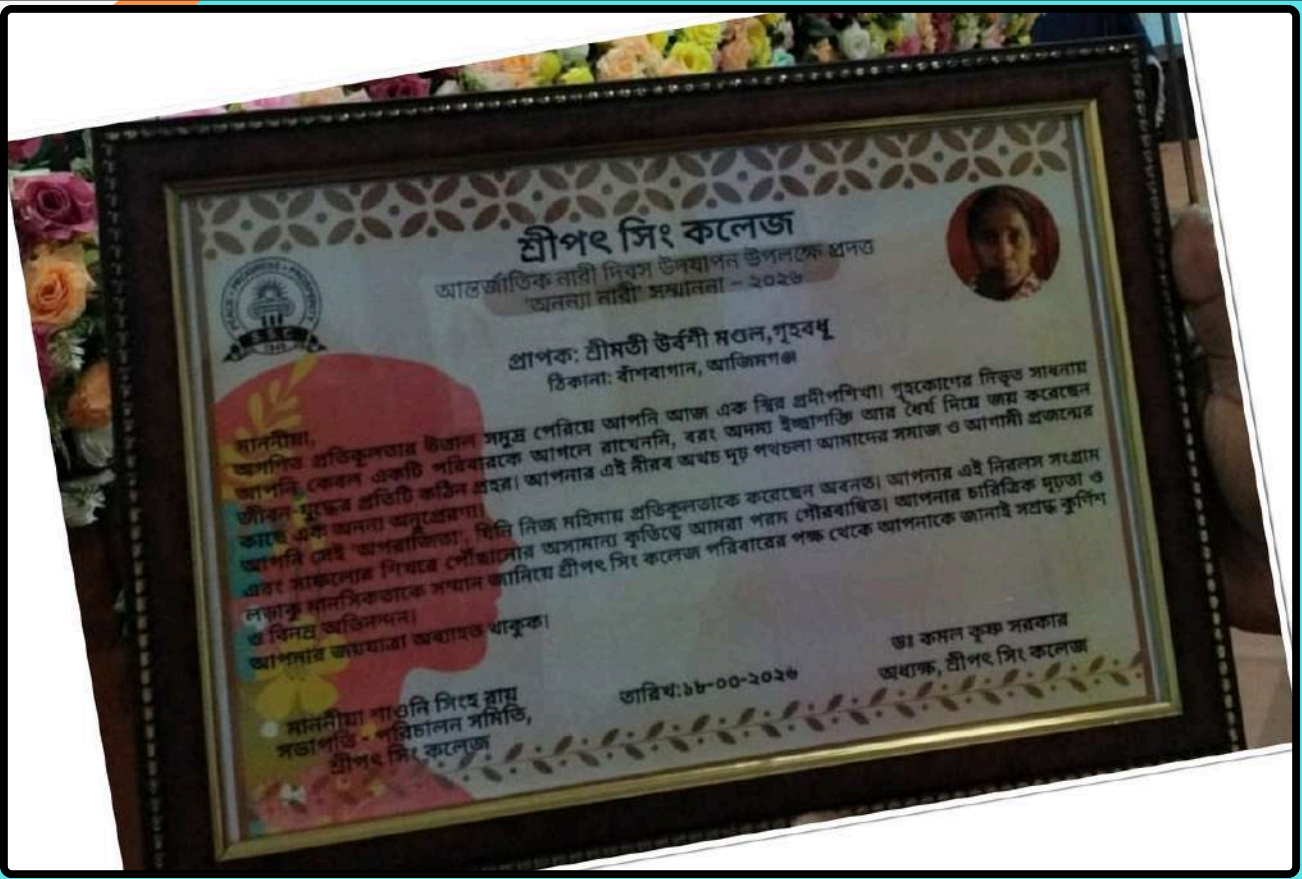 শ্রীপৎ সিং কলেজ
আন্তর্জাতিক নারী দিবস উদযাপন উপলক্ষে প্রদত্ত
'অনন্যা নারী' সম্মাননা – ২০২৬
PEACE • PROGRESS • PROSPERITY
S S C
1949
প্রাপক: শ্রীমতী উর্বশী মণ্ডল,গৃহবধূ
ঠিকানা: বাঁশবাগান, আজিমগঞ্জ
মাননীয়া,
অগণিত প্রতিকূলতার উত্তাল সমুদ্র পেরিয়ে আপনি আজ এক স্থির প্রদীপশিখা। গৃহকোণের নিভৃত সাধনায়
আপনি কেবল একটি পরিবারকে আগলে রাখেননি, বরং অদম্য ইচ্ছাশক্তি আর ধৈর্য দিয়ে জয় করেছেন
জীবন-যুদ্ধের প্রতিটি কঠিন প্রহর। আপনার এই নীরব অথচ দৃঢ় পথচলা আমাদের সমাজ ও আগামী প্রজন্মের
কাছে এক অনন্য অনুপ্রেরণা।
আপনি সেই 'অপরাজিতা', যিনি নিজ মহিমায় প্রতিকূলতাকে করেছেন অবনত। আপনার এই নিরলস সংগ্রাম
এবং সাফল্যের শিখরে পৌঁছানোর অসামান্য কৃতিত্বে আমরা পরম গৌরবান্বিত। আপনার চারিত্রিক দৃঢ়তা ও
লড়াকু মানসিকতাকে সম্মান জানিয়ে শ্রীপৎ সিং কলেজ পরিবারের পক্ষ থেকে আপনাকে জানাই সশ্রদ্ধ কুর্ণিশ
ও বিনম্র অভিনন্দন।
আপনার জয়যাত্রা অব্যাহত থাকুক।
মাননীয়া শাওনি সিংহ রায়
সভাপতি - পরিচালন সমিতি,
শ্রীপৎ সিং কলেজ
তারিখ:১৮-০৩-২০২৬
ডঃ কমল কৃষ্ণ সরকার
অধ্যক্ষ, শ্রীপৎ সিং কলেজ